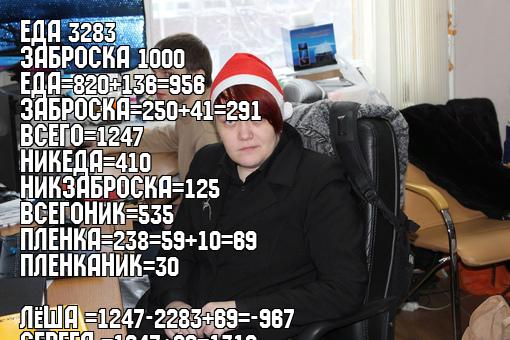 ЕДА 3283
ЗАБРОСКА 1000
ЕДА=820+136=956
ЗАБРОСКА=250+41=291
ВСЕГО=1247
НИКЕДА=410
НИКЗАБРОСКА=125
ВСЕГОНИК=535
ПЛЕНКА=238=59+10=69
ПЛЕНКАНИК=30
ЛЁША =1247-2283+69=-967